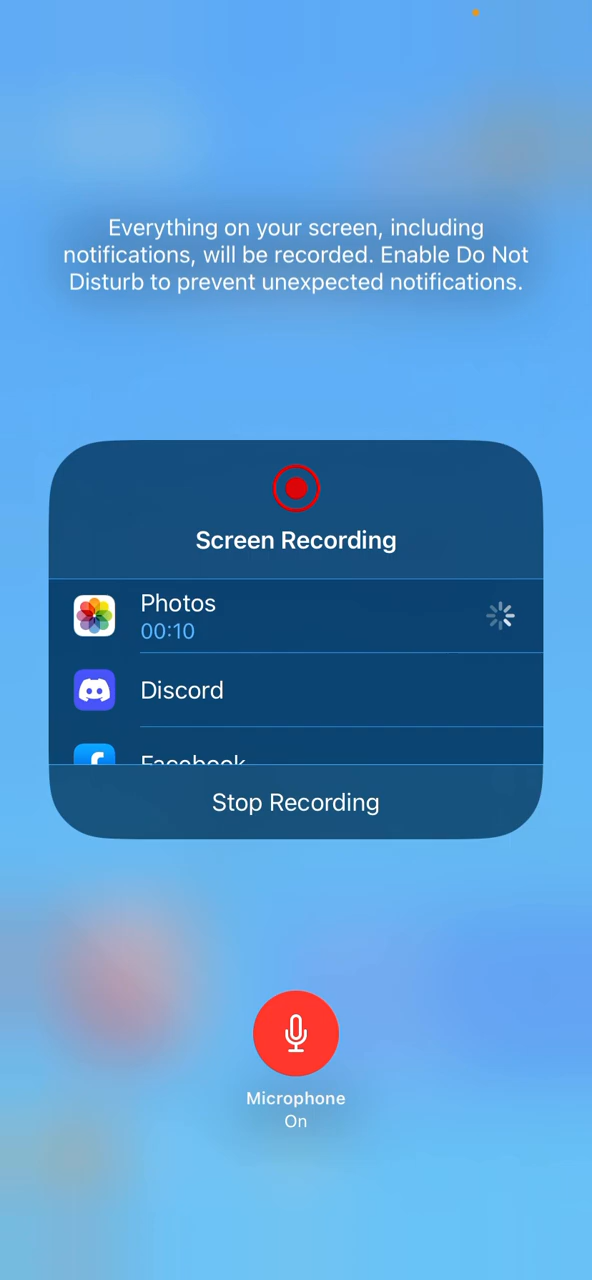 Everything on your screen, including
notifications, will be recorded. Enable Do Not
Disturb to prevent unexpected notifications.
Screen Recording
Photos
00:10
Discord
Facebook
Stop Recording
Microphone
On